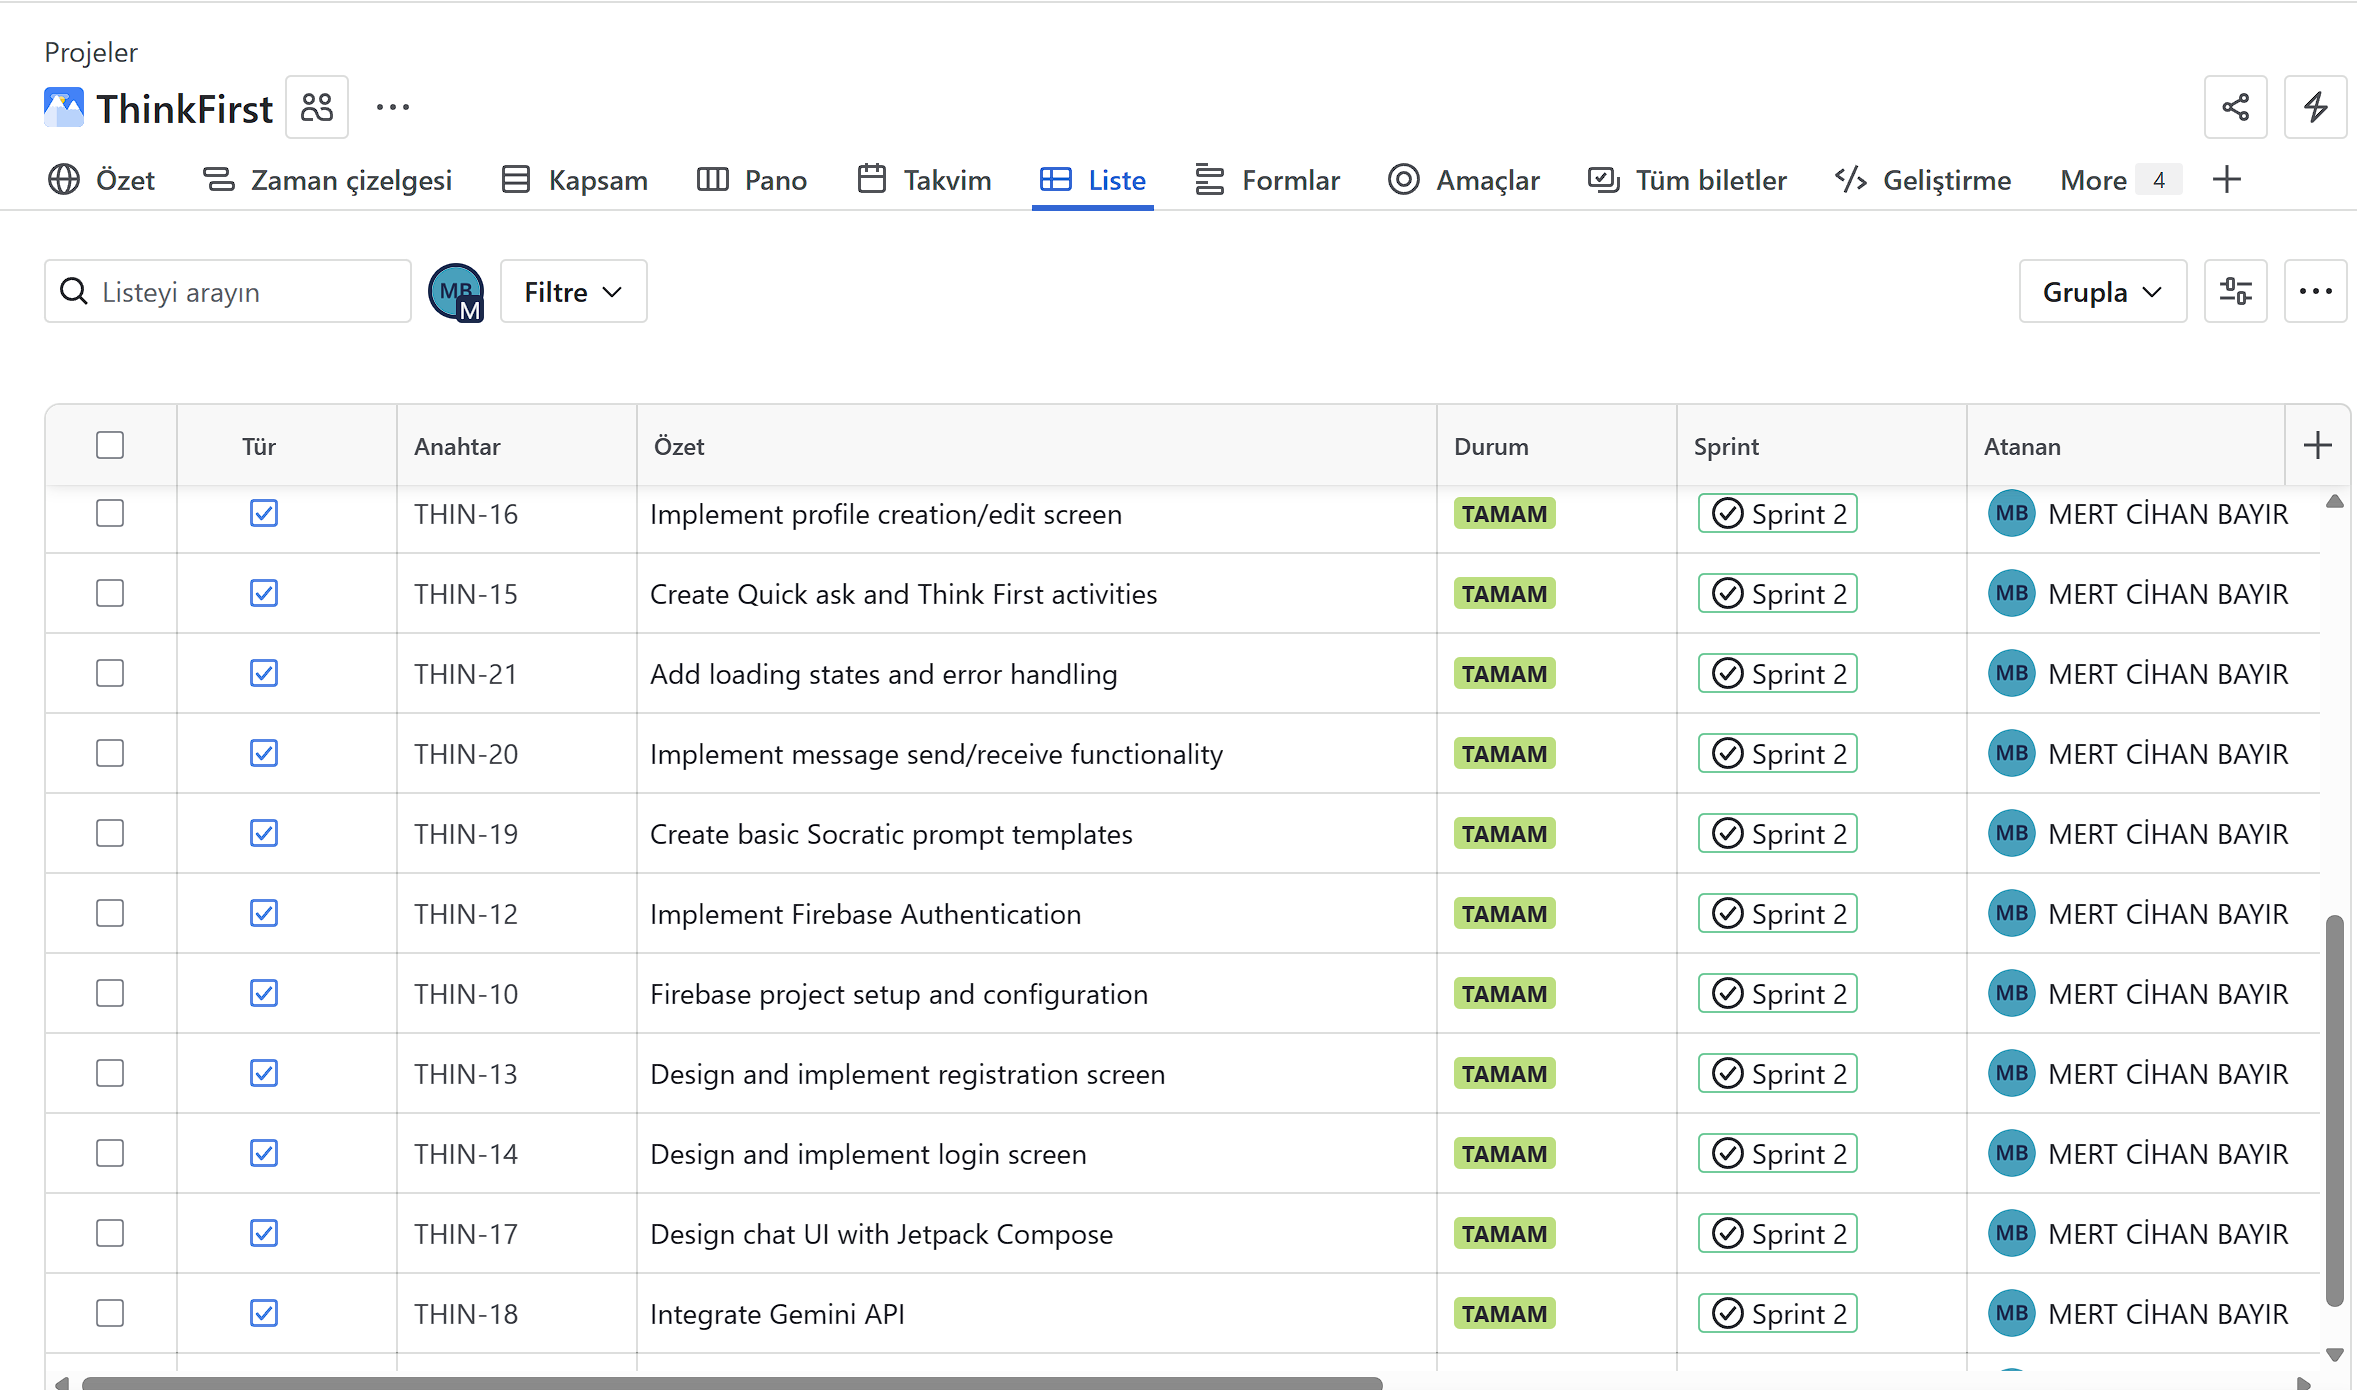 Projeler
ThinkFirst
Özet Zaman çizelgesi Kapsam Pano Takvim Liste Formlar Amaçlar Tüm biletler Geliştirme More 4
Listeyi arayın MB M Filtre Grupla
Tür Anahtar Özet Durum Sprint Atanan
THIN-16 Implement profile creation/edit screen TAMAM Sprint 2 MB MERT CİHAN BAYIR
THIN-15 Create Quick ask and Think First activities TAMAM Sprint 2 MB MERT CİHAN BAYIR
THIN-21 Add loading states and error handling TAMAM Sprint 2 MB MERT CİHAN BAYIR
THIN-20 Implement message send/receive functionality TAMAM Sprint 2 MB MERT CİHAN BAYIR
THIN-19 Create basic Socratic prompt templates TAMAM Sprint 2 MB MERT CİHAN BAYIR
THIN-12 Implement Firebase Authentication TAMAM Sprint 2 MB MERT CİHAN BAYIR
THIN-10 Firebase project setup and configuration TAMAM Sprint 2 MB MERT CİHAN BAYIR
THIN-13 Design and implement registration screen TAMAM Sprint 2 MB MERT CİHAN BAYIR
THIN-14 Design and implement login screen TAMAM Sprint 2 MB MERT CİHAN BAYIR
THIN-17 Design chat UI with Jetpack Compose TAMAM Sprint 2 MB MERT CİHAN BAYIR
THIN-18 Integrate Gemini API TAMAM Sprint 2 MB MERT CİHAN BAYIR